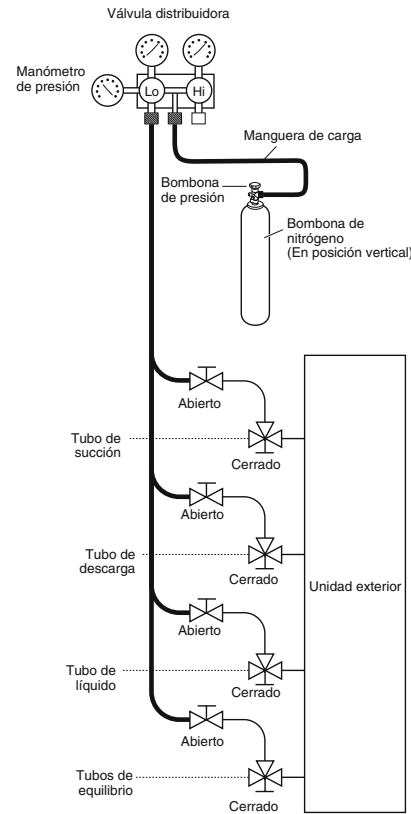 Válvula distribuidora
Manómetro
de presión
Lo
Hi
Manguera de carga
Bombona
de presión
Bombona de
nitrógeno
(En posición vertical)
Abierto
Tubo de
succión
Cerrado
Abierto
Tubo de
descarga
Cerrado
Unidad exterior
Abierto
Tubo de
líquido
Cerrado
Abierto
Tubos de
equilibrio
Cerrado